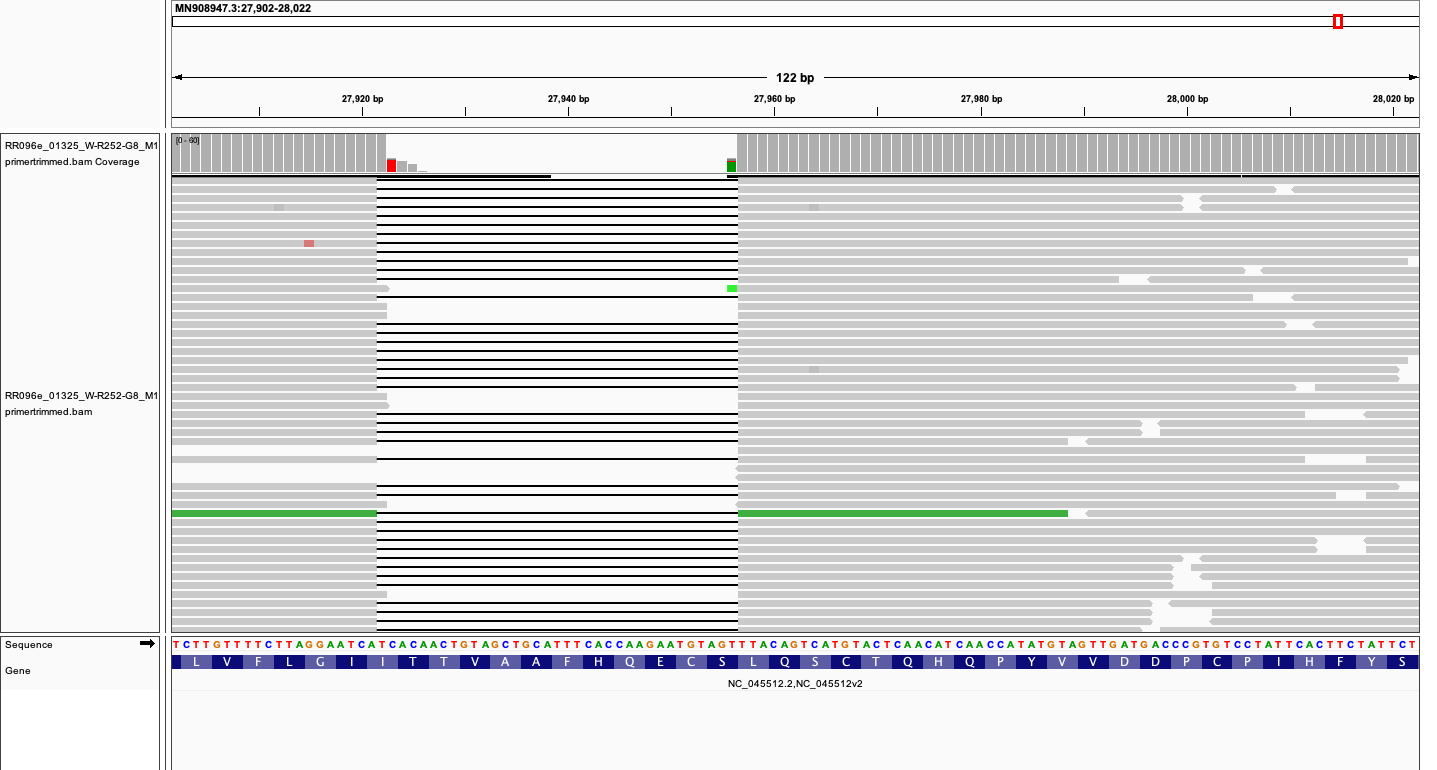 MN908947.3:27,902-28,022
122 bp
27,920 bp 27,940 bp 27,960 bp 27,980 bp 28,000 bp 28,020 bp
RR096e_01325_W-R252-G8_M1
primertrimmed.bam Coverage
[0 - 60]
RR096e_01325_W-R252-G8_M1
primertrimmed.bam
Sequence
TCTTGTTTTCTTAGGAATCATCACAACTGTAGCTGCATTTCACCAAGAATGTAGTTTACAGTCATGTACTCAACATCAACCATATGTAGTTGATGACCCGTGTCCTATTCACTTCTATTCT
Gene
L V F L G I I T T V A A F H Q E C S L Q S C T Q H Q P Y V V D D P C P I H F Y S
NC_045512.2,NC_045512v2